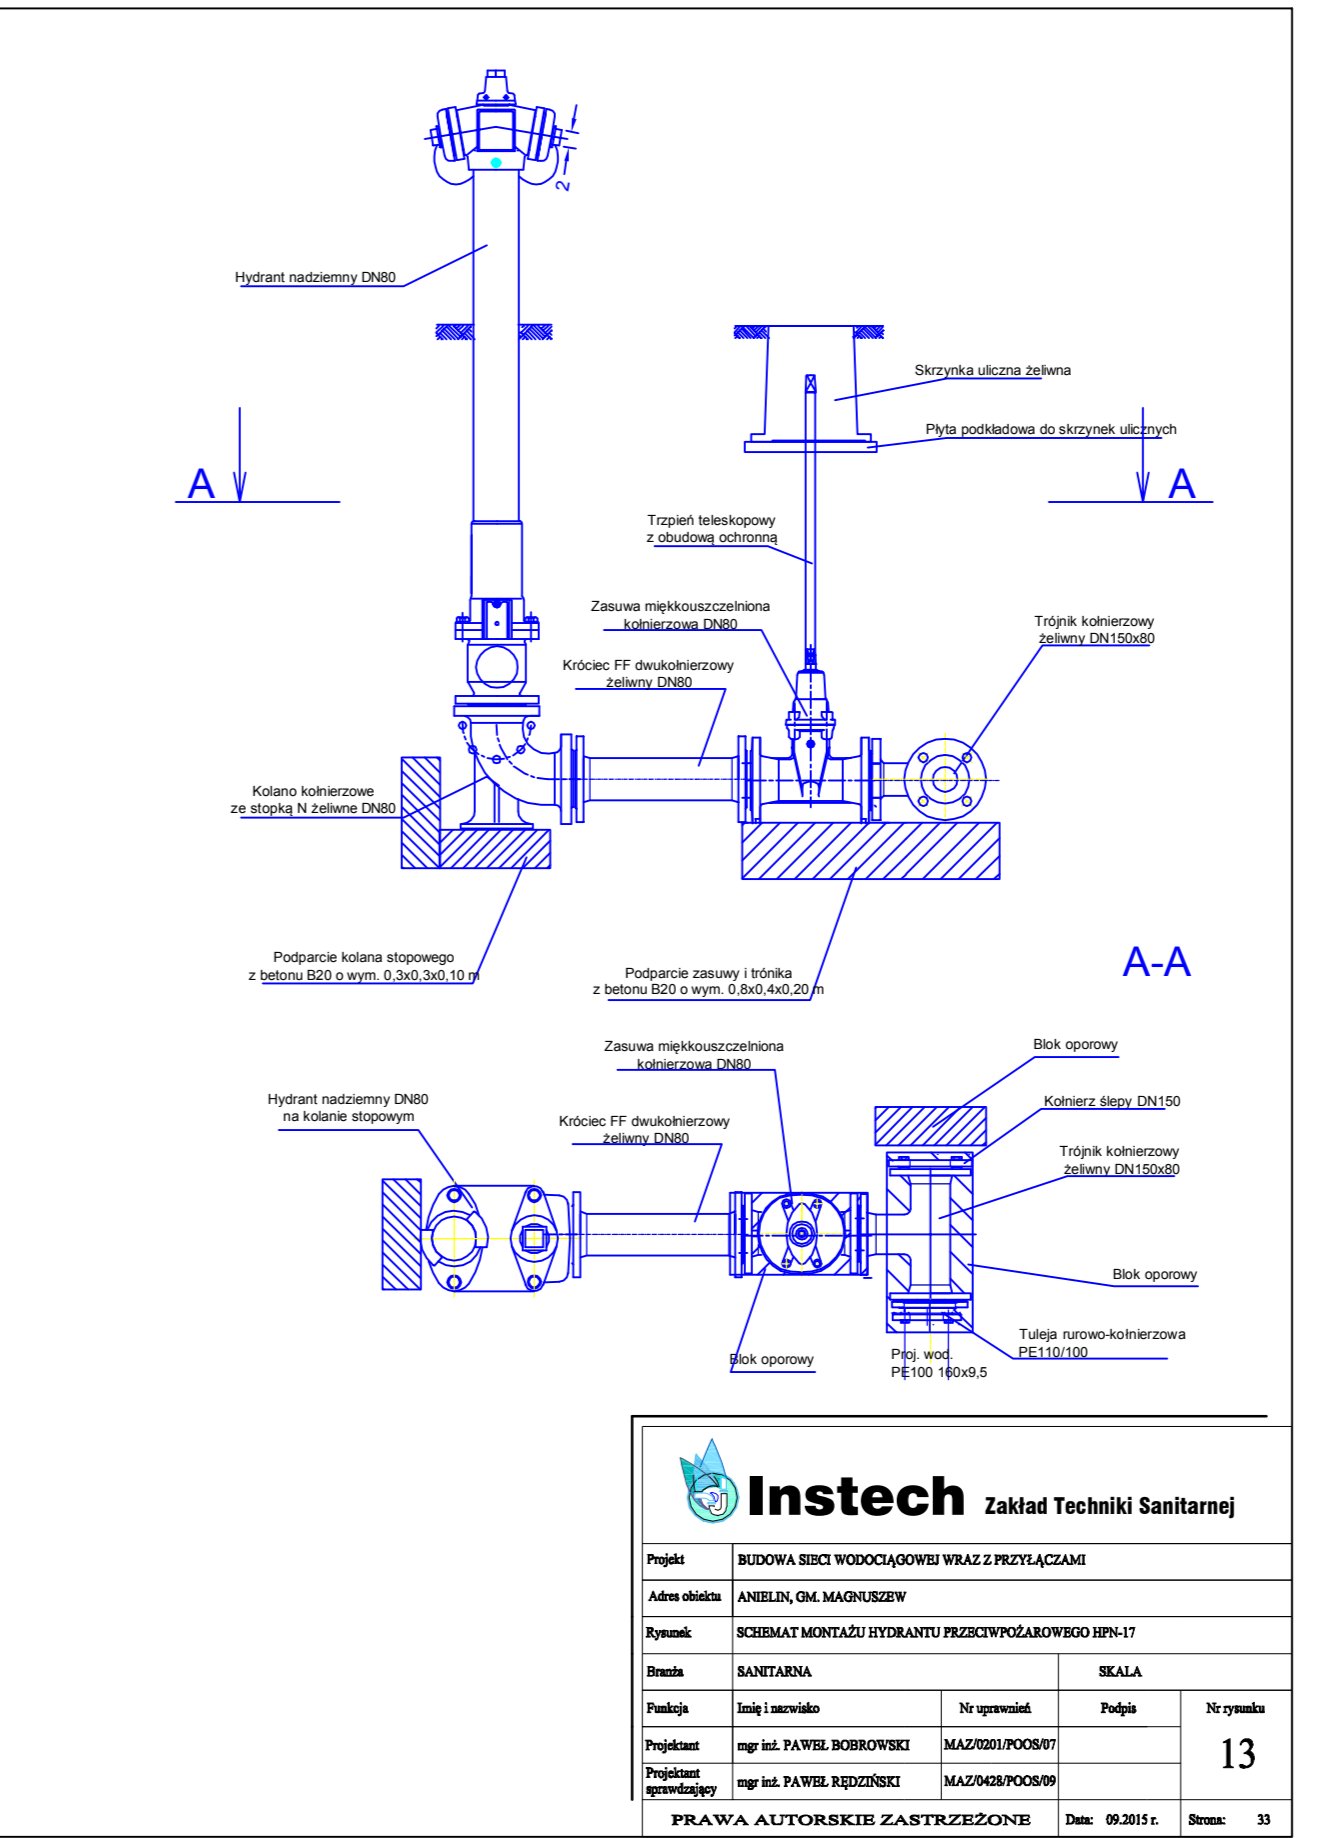 2
Hydrant nadziemny DN80
Skrzynka uliczna żeliwna
Płyta podkładowa do skrzynek ulicznych
A
A
Trzpień teleskopowy
z obudową ochronną
Zasuwa miękkouszczelniona
kołnierzowa DN80
Trójnik kołnierzowy
żeliwny DN150x80
Króciec FF dwukołnierzowy
żeliwny DN80
Kolano kołnierzowe
ze stopką N żeliwne DN80
Podparcie kolana stopowego
z betonu B20 o wym. 0,3x0,3x0,10 m
Podparcie zasuwy i trónika
z betonu B20 o wym. 0,8x0,4x0,20 m
A-A
Zasuwa miękkouszczelniona
kołnierzowa DN80
Blok oporowy
Hydrant nadziemny DN80
na kolanie stopowym
Kołnierz ślepy DN150
Króciec FF dwukołnierzowy
żeliwny DN80
Trójnik kołnierzowy
żeliwny DN150x80
Blok oporowy
Tuleja rurowo-kołnierzowa
PE110/100
Blok oporowy
Proj. wod.
PE100 160x9,5
Instech Zakład Techniki Sanitarnej
Projekt BUDOWA SIECI WODOCIĄGOWEJ WRAZ Z PRZYŁĄCZAMI
Adres obiektu ANIELIN, GM. MAGNUSZEW
Rysunek SCHEMAT MONTAŻU HYDRANTU PRZECIWPOŻAROWEGO HPN-17
Branża SANITARNA SKALA
Funkcja Imię i nazwisko Nr uprawnień Podpis Nr rysunku
Projektant mgr inż. PAWEŁ BOBROWSKI MAZ/0201/POOS/07
13
Projektant
sprawdzający mgr inż. PAWEŁ RĘDZIŃSKI MAZ/0428/POOS/09
PRAWA AUTORSKIE ZASTRZEŻONE Data: 09.2015 r. Strona: 33